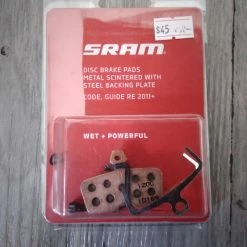 $45
SRAM
DISC BRAKE PADS
METAL SCINTERED WITH
STEEL BACKING PLATE
CODE, GUIDE RE 2011+
WET + POWERFUL